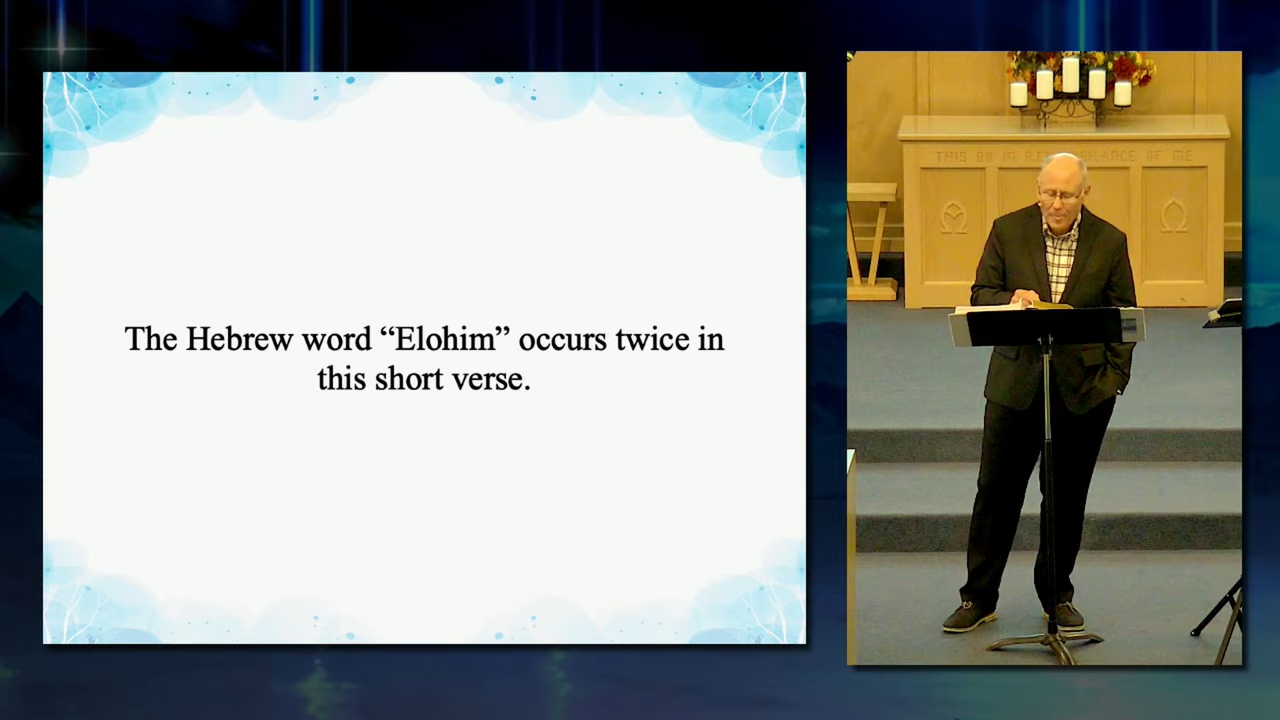 The Hebrew word “Elohim” occurs twice in
this short verse.
THIS DO IN REMEMBRANCE OF ME